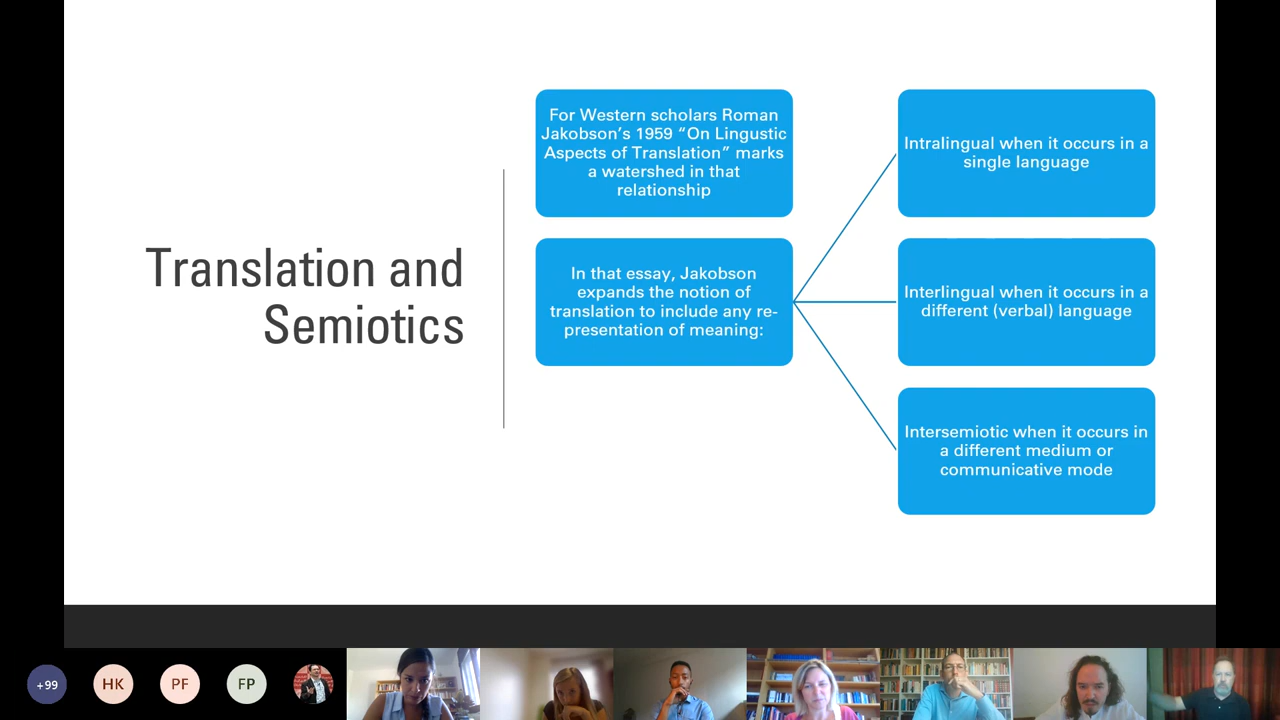 Translation and
Semiotics
For Western scholars Roman
Jakobson’s 1959 “On Lingustic
Aspects of Translation” marks
a watershed in that
relationship
In that essay, Jakobson
expands the notion of
translation to include any re-
presentation of meaning:
Intralingual when it occurs in a
single language
Interlingual when it occurs in a
different (verbal) language
Intersemiotic when it occurs in
a different medium or
communicative mode
+99
HK
PF
FP